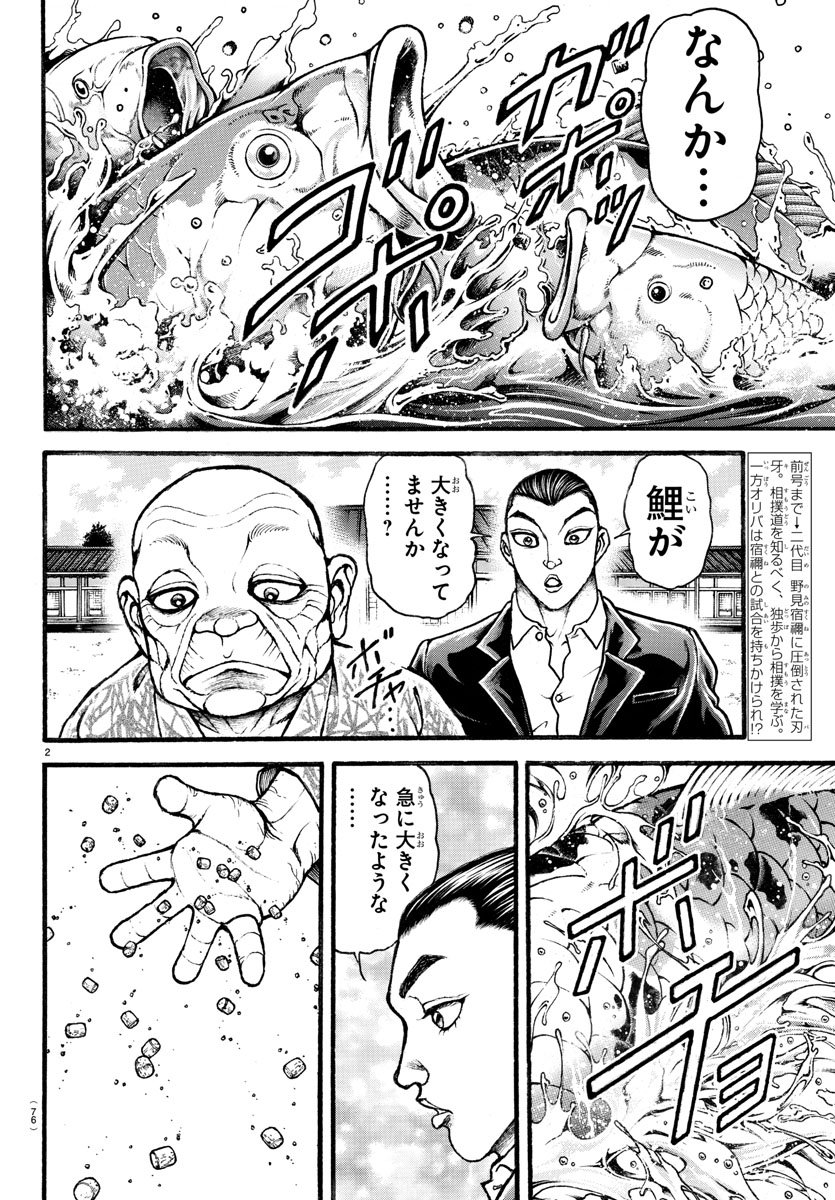 なんか…
ガポポッ
ゴポポ
前号まで→二代目 野見宿禰に圧倒された刃
牙。相撲道を知るべく、独歩から相撲を学ぶ。
一方オリバは宿禰との試合を持ちかけられ!?
鯉が
大きくなって
ませんか
……?
ボチャ
2
ボチョ
急に大きく
なったような
……
(76)